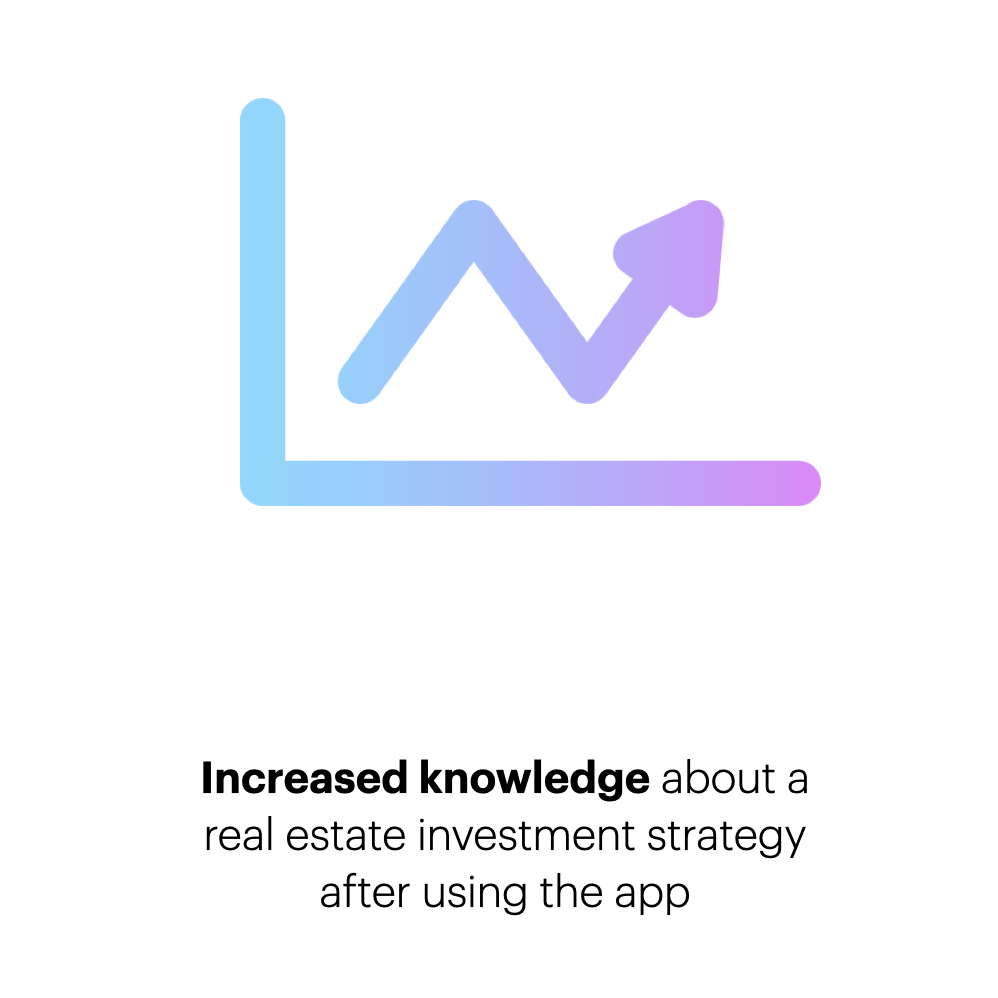 Increased knowledge about a
real estate investment strategy
after using the app